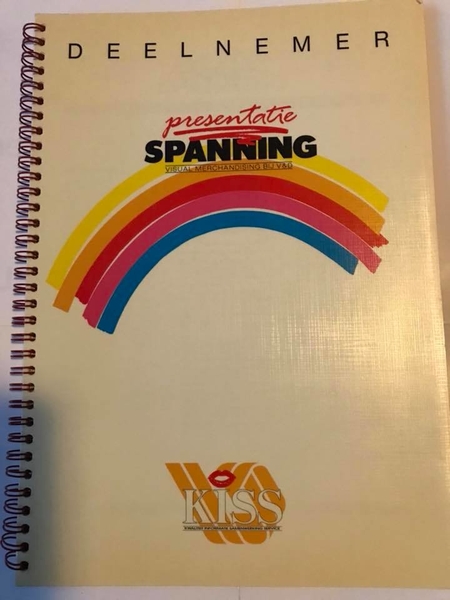 DEELNEMER
presentatie
SPANNING
VISUAL MERCHANDISING BIJ V&D
KISS